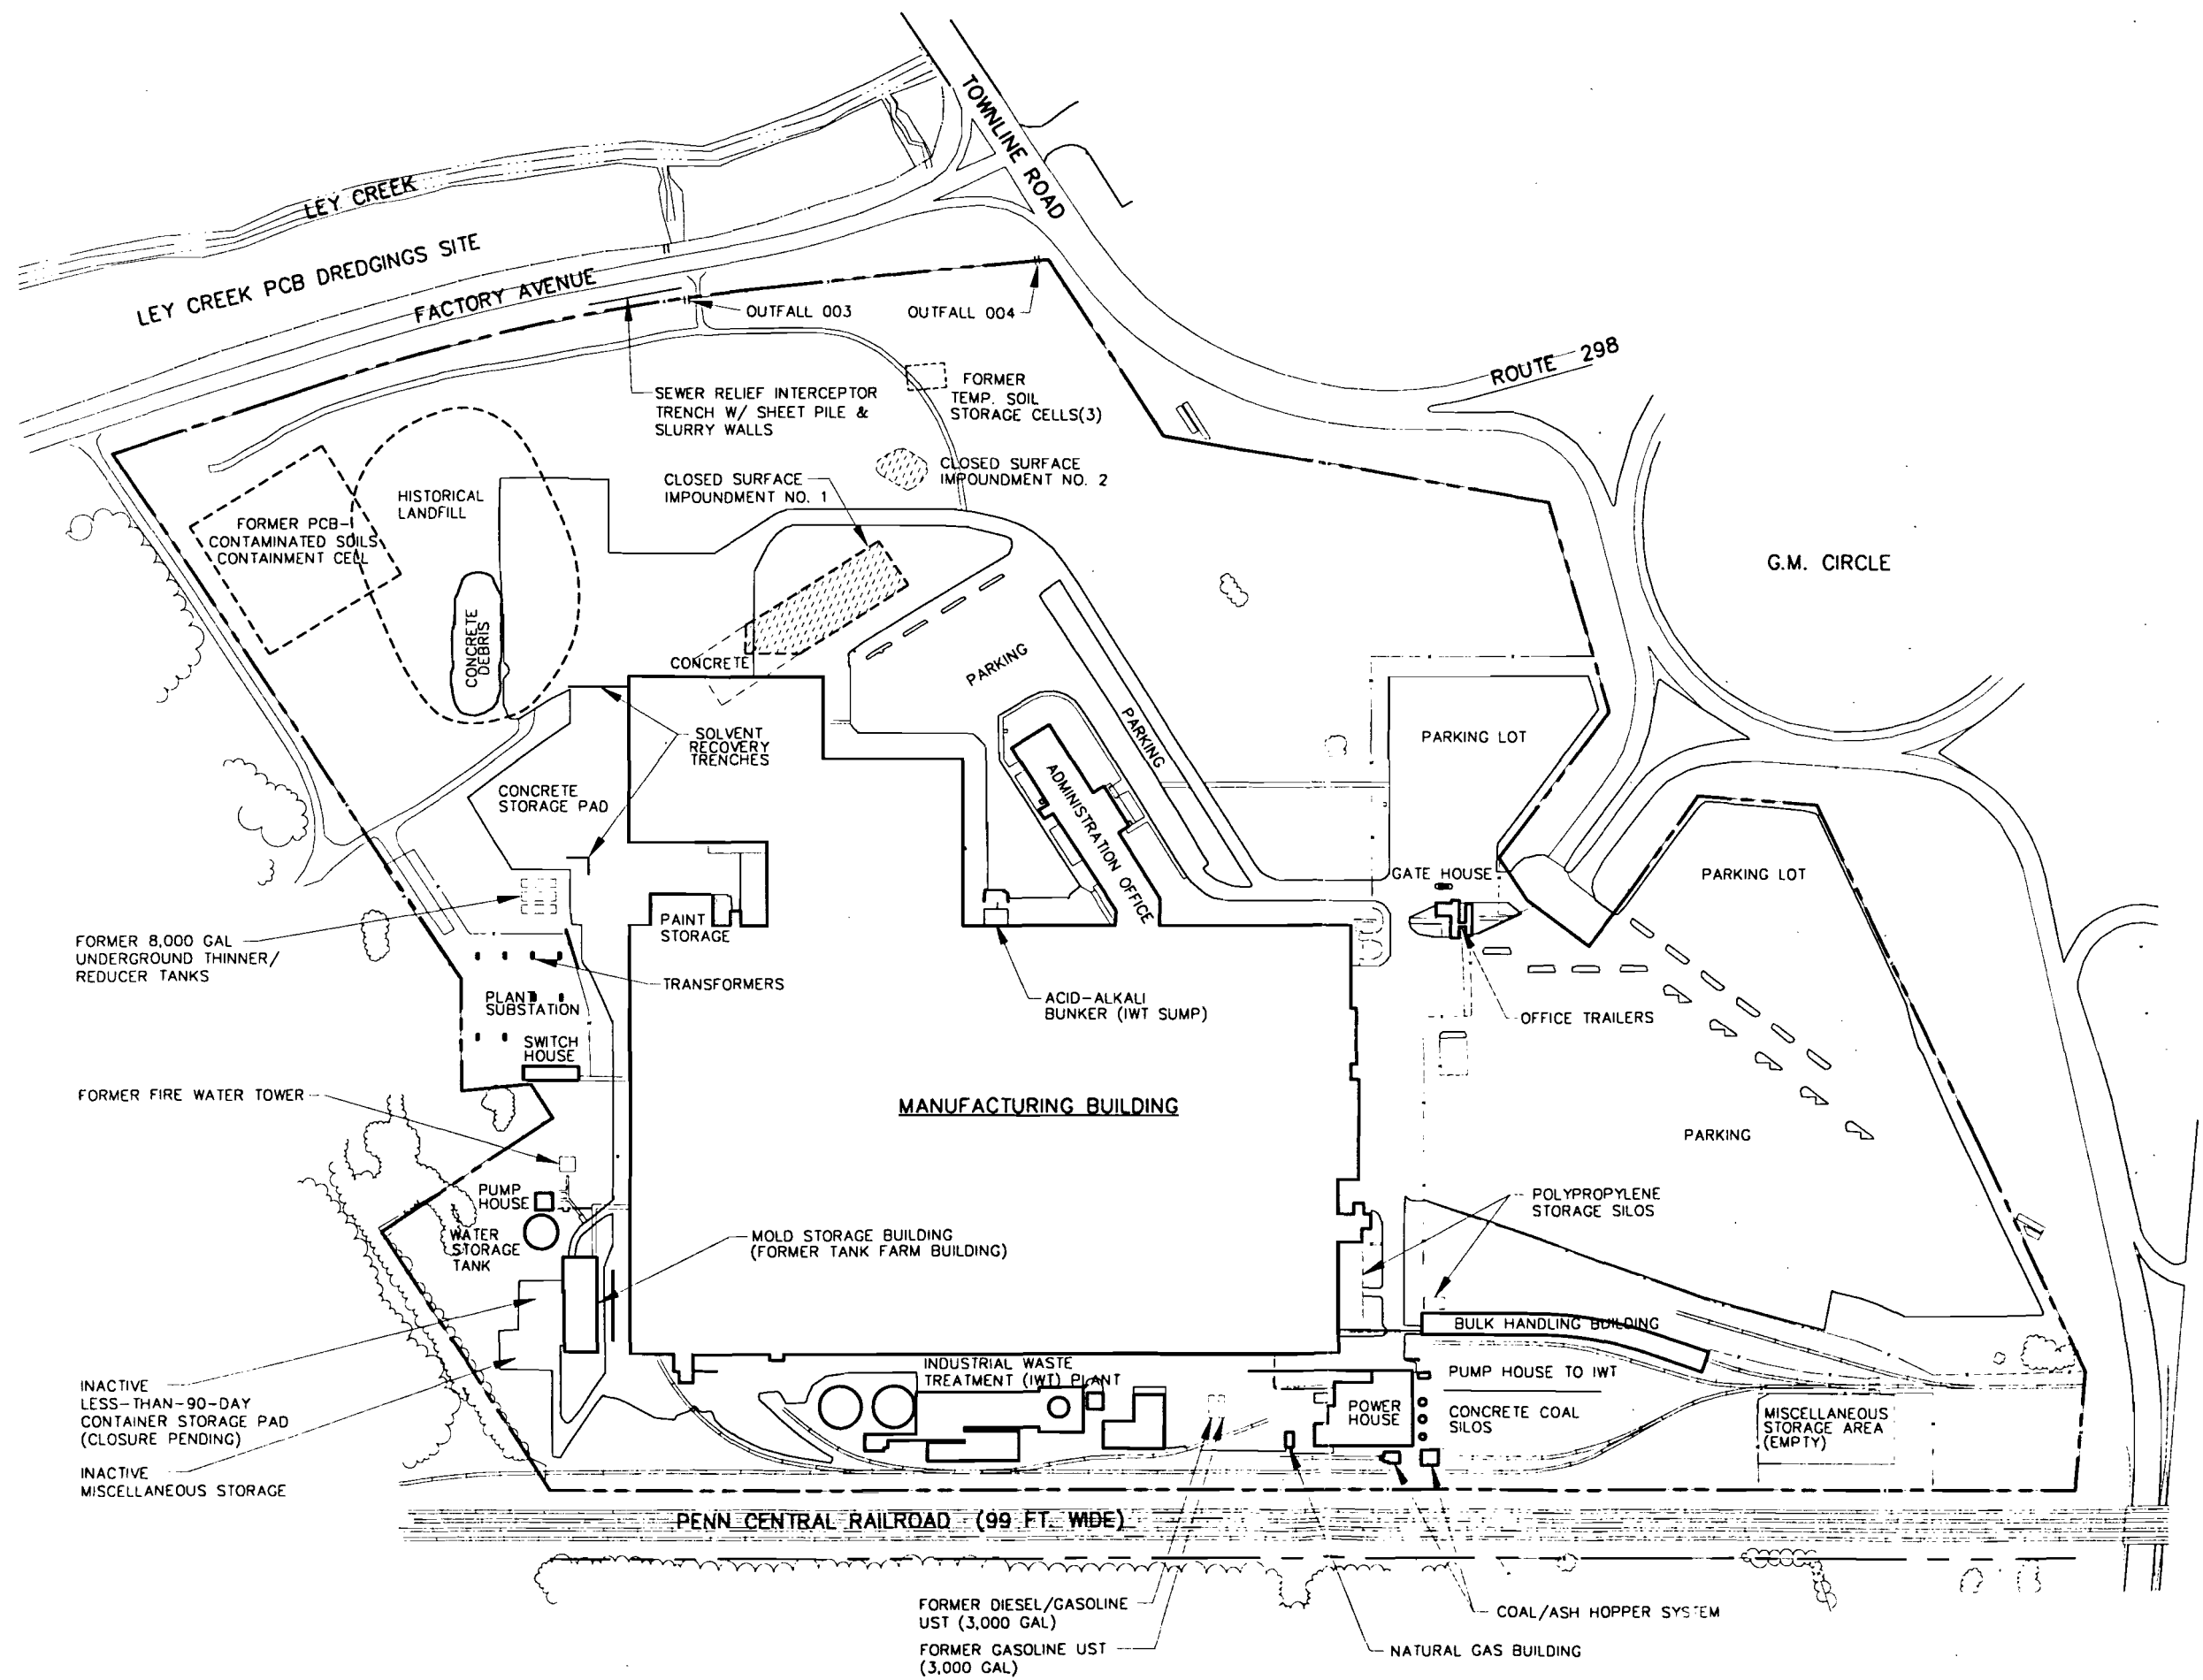 TOWNLINE ROAD
LEY CREEK
LEY CREEK PCB DREDGINGS SITE
FACTORY AVENUE
OUTFALL 003
OUTFALL 004
ROUTE 298
SEWER RELIEF INTERCEPTOR
TRENCH W/ SHEET PILE &
SLURRY WALLS
FORMER
TEMP. SOIL
STORAGE CELLS(3)
CLOSED SURFACE
IMPOUNDMENT NO. 1
CLOSED SURFACE
IMPOUNDMENT NO. 2
HISTORICAL
LANDFILL
FORMER PCB-
CONTAMINATED SOILS
CONTAINMENT CELL
G.M. CIRCLE
CONCRETE
DEBRIS
CONCRETE
PARKING
PARKING
SOLVENT
RECOVERY
TRENCHES
PARKING LOT
CONCRETE
STORAGE PAD
ADMINISTRATION OFFICE
GATE HOUSE
PARKING LOT
PAINT
STORAGE
FORMER 8,000 GAL
UNDERGROUND THINNER/
REDUCER TANKS
TRANSFORMERS
PLANT
SUBSTATION
ACID-ALKALI
BUNKER (IWT SUMP)
OFFICE TRAILERS
SWITCH
HOUSE
FORMER FIRE WATER TOWER
MANUFACTURING BUILDING
PARKING
PUMP
HOUSE
WATER
STORAGE
TANK
POLYPROPYLENE
STORAGE SILOS
MOLD STORAGE BUILDING
(FORMER TANK FARM BUILDING)
BULK HANDLING BUILDING
INDUSTRIAL WASTE
TREATMENT (IWT) PLANT
PUMP HOUSE TO IWT
INACTIVE
LESS-THAN-90-DAY
CONTAINER STORAGE PAD
(CLOSURE PENDING)
POWER
HOUSE
CONCRETE COAL
SILOS
MISCELLANEOUS
STORAGE AREA
(EMPTY)
INACTIVE
MISCELLANEOUS STORAGE
PENN CENTRAL RAILROAD (99 FT. WIDE)
FORMER DIESEL/GASOLINE
UST (3,000 GAL)
COAL/ASH HOPPER SYSTEM
FORMER GASOLINE UST
(3,000 GAL)
NATURAL GAS BUILDING